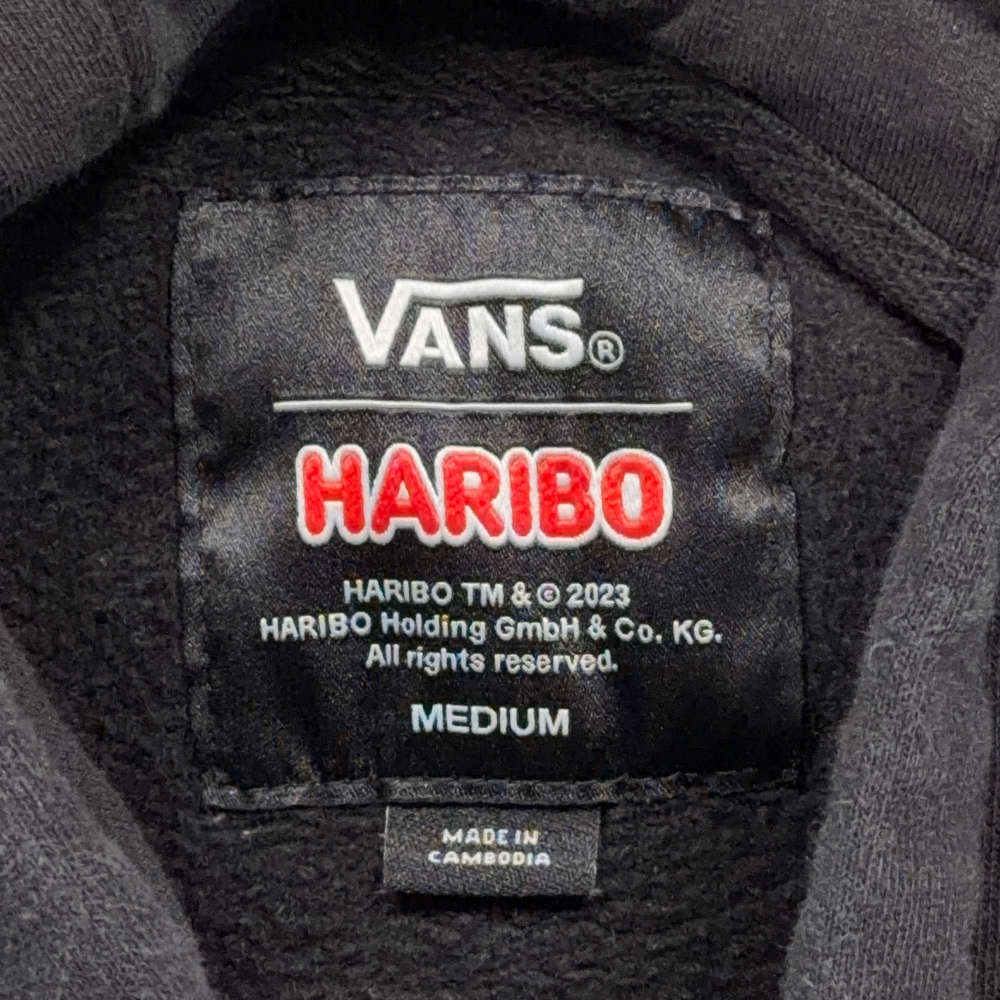 VANS®
HARIBO
HARIBO TM & © 2023
HARIBO Holding GmbH & Co. KG.
All rights reserved.
MEDIUM
MADE IN
CAMBODIA